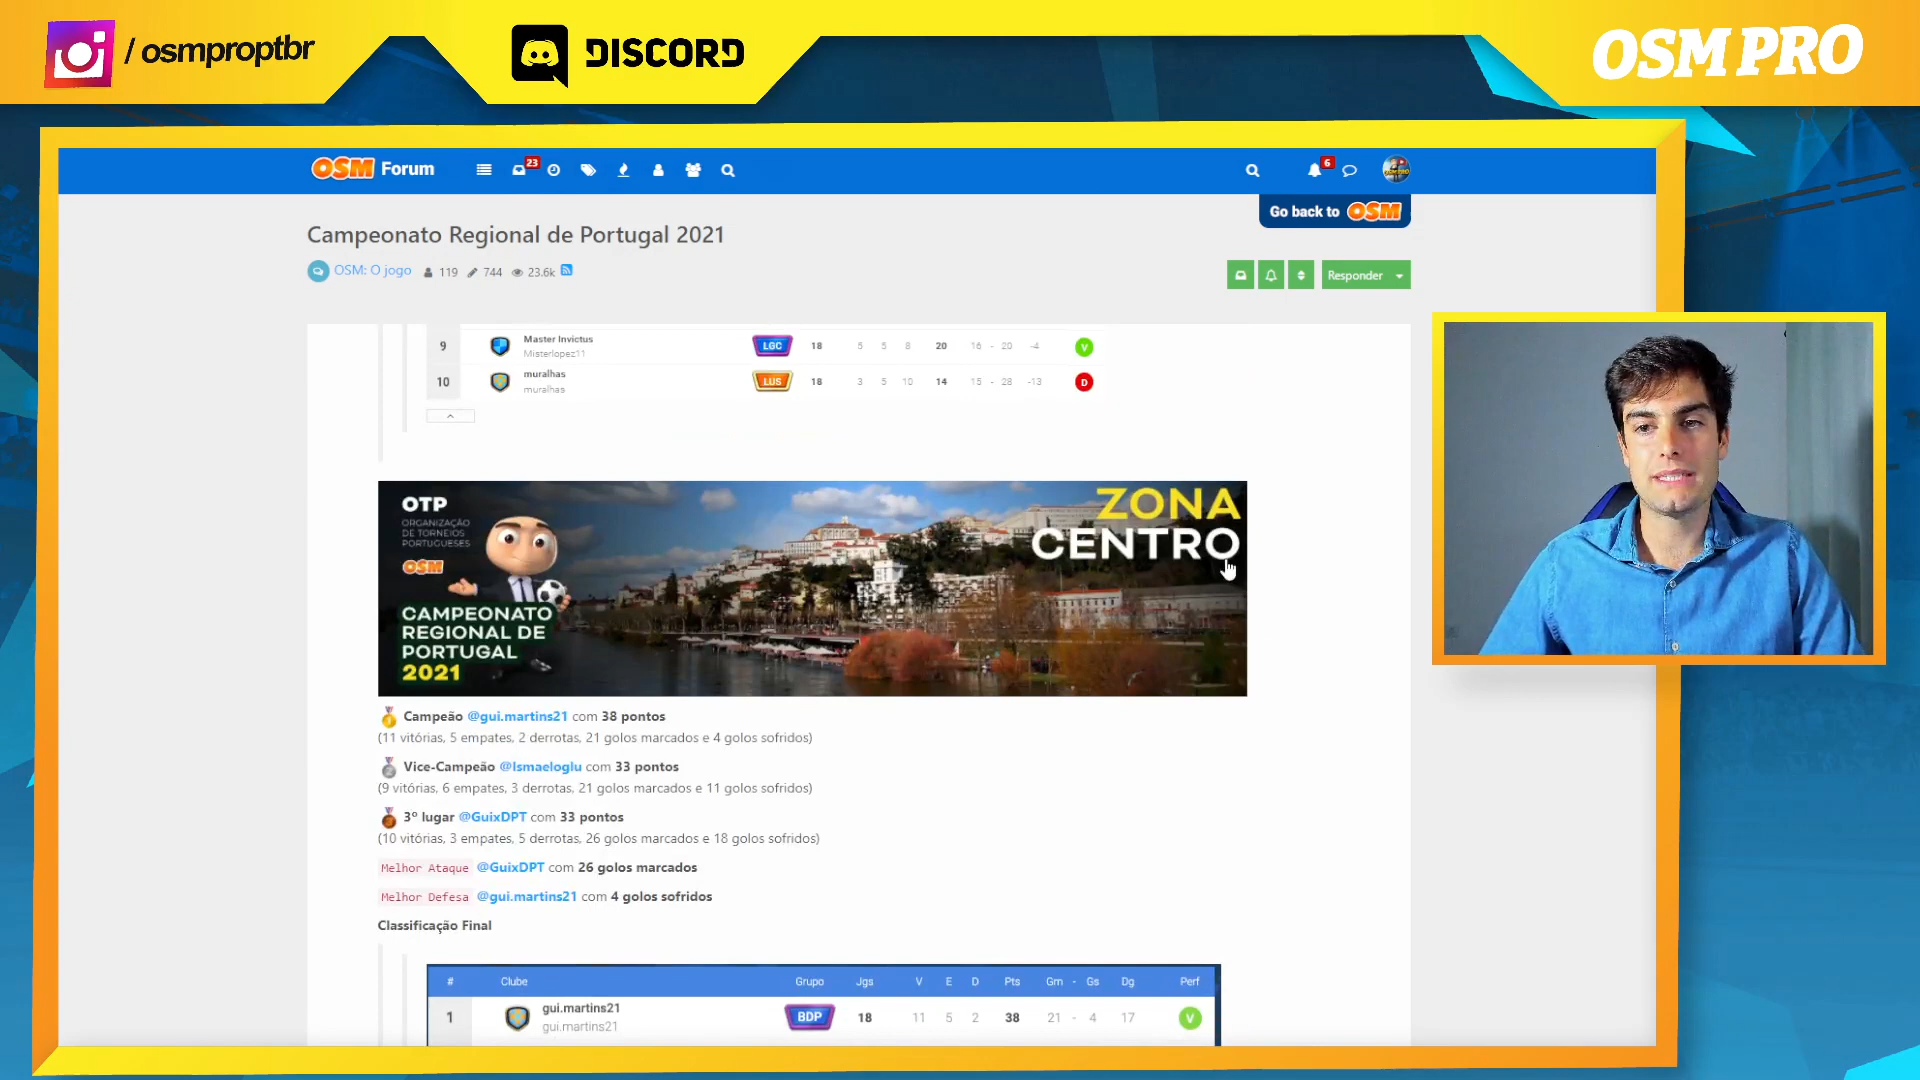 / osmproptbr
DISCORD
OSM PRO
OSM Forum
23
6
Go back to OSM
Campeonato Regional de Portugal 2021
OSM: O jogo 119 744 23.6k
Responder
9 Master Invictus LGC 18 5 5 8 20 16 - 20 -4 V
Misterlopez11
10 muralhas LUS 18 3 5 10 14 15 - 28 -13 D
muralhas
OTP
ORGANIZAÇÃO
DE TORNEIOS
PORTUGUESES
OSM
CAMPEONATO
REGIONAL DE
PORTUGAL
2021
ZONA
CENTRO
Campeão @gui.martins21 com 38 pontos
(11 vitórias, 5 empates, 2 derrotas, 21 golos marcados e 4 golos sofridos)
Vice-Campeão @Ismaeloglu com 33 pontos
(9 vitórias, 6 empates, 3 derrotas, 21 golos marcados e 11 golos sofridos)
3º lugar @GuixDPT com 33 pontos
(10 vitórias, 3 empates, 5 derrotas, 26 golos marcados e 18 golos sofridos)
Melhor Ataque @GuixDPT com 26 golos marcados
Melhor Defesa @gui.martins21 com 4 golos sofridos
Classificação Final
# Clube Grupo Jgs V E D Pts Gm - Gs Dg Perf
1 gui.martins21 BDP 18 11 5 2 38 21 - 4 17 V
gui.martins21